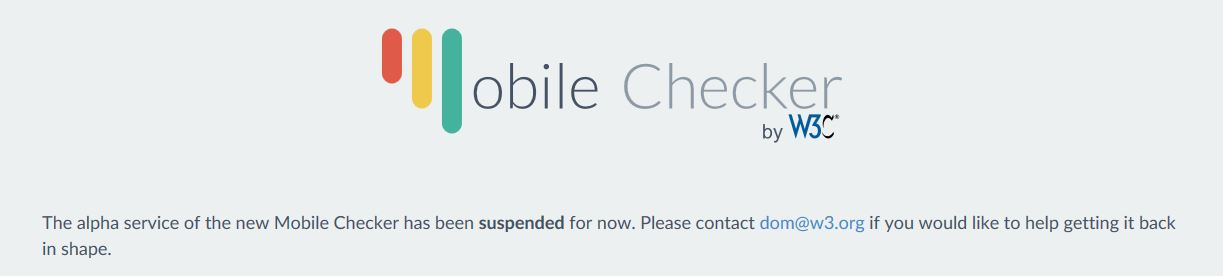 Mobile Checker
by W3C®
The alpha service of the new Mobile Checker has been suspended for now. Please contact dom@w3.org if you would like to help getting it back
in shape.